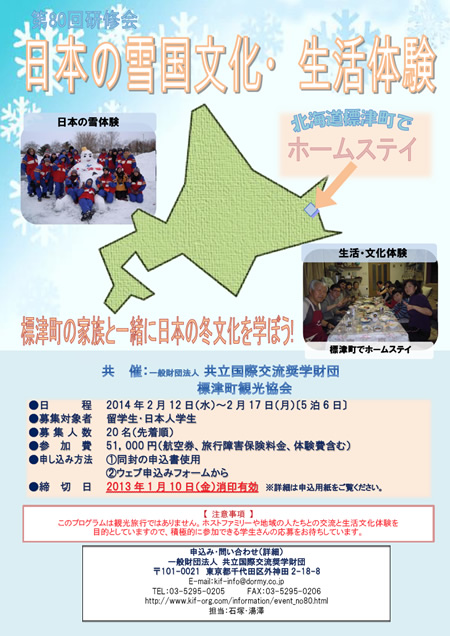 第80回研修会
日本の雪国文化・生活体験
日本の雪体験
北海道標津町で
ホームステイ
生活・文化体験
標津町でホームステイ
標津町の家族と一緒に日本の冬文化を学ぼう!
共　催:一般財団法人 共立国際交流奨学財団
標津町観光協会
●日　　程　2014年2月12日(水)～2月17日(月)〔5泊6日〕
●募集対象者　留学生・日本人学生
●募集人数　20名(先着順)
●参　加　費　51,000円(航空券、旅行障害保険料金、体験費含む)
●申し込み方法　①同封の申込書使用
②ウェブ申込みフォームから
●締　切　日　2013年1月10日(金)消印有効　※詳細は申込用紙をご覧ください。
【 注意事項 】
このプログラムは観光旅行ではありません。ホストファミリーや地域の人たちとの交流と生活文化体験を
目的としていますので、積極的に参加できる学生さんの応募をお待ちしています。
申込み・問い合わせ(詳細)
一般財団法人 共立国際交流奨学財団
〒101-0021　東京都千代田区外神田2-18-8
E-mail:kif-info@dormy.co.jp
TEL:03-5295-0205　　FAX:03-5295-0206
http://www.kif-org.com/information/event_no80.html
担当:石塚・湯澤